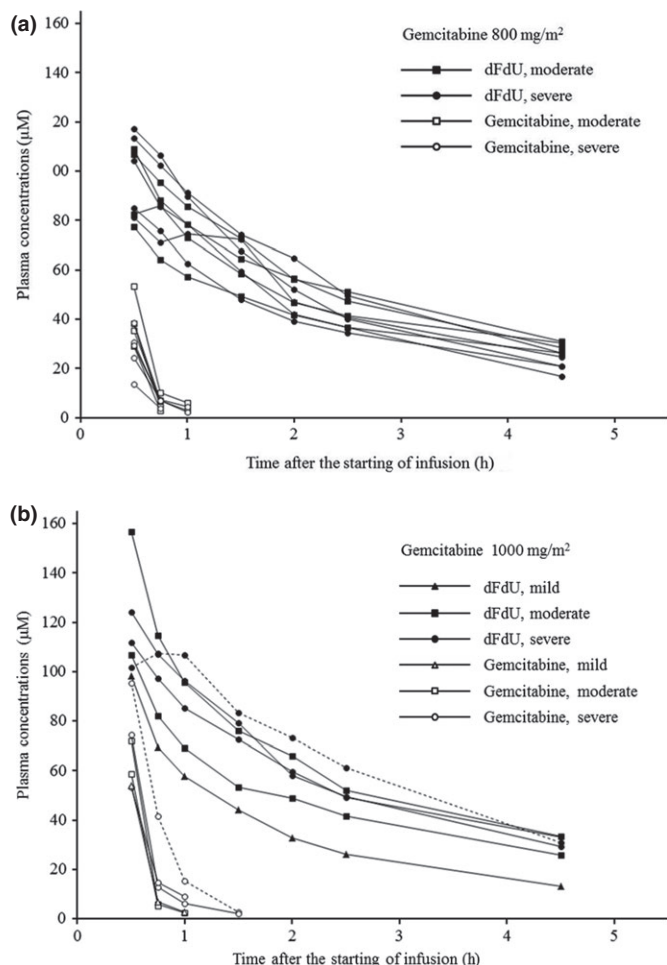 (a)
160
Gemcitabine 800 mg/m²
140
dFdU, moderate
dFdU, severe
20
Gemcitabine, moderate
Gemcitabine, severe
00
Plasma concentrations (µM)
80
60
40
20
0
0 1 2 3 4 5
Time after the starting of infusion (h)
(b)
160
Gemcitabine 1000 mg/m²
140
dFdU, mild
dFdU, moderate
120
dFdU, severe
Gemcitabine, mild
100
Gemcitabine, moderate
Gemcitabine, severe
Plasma concentrations (µM)
80
60
40
20
0
0 1 2 3 4 5
Time after the starting of infusion (h)